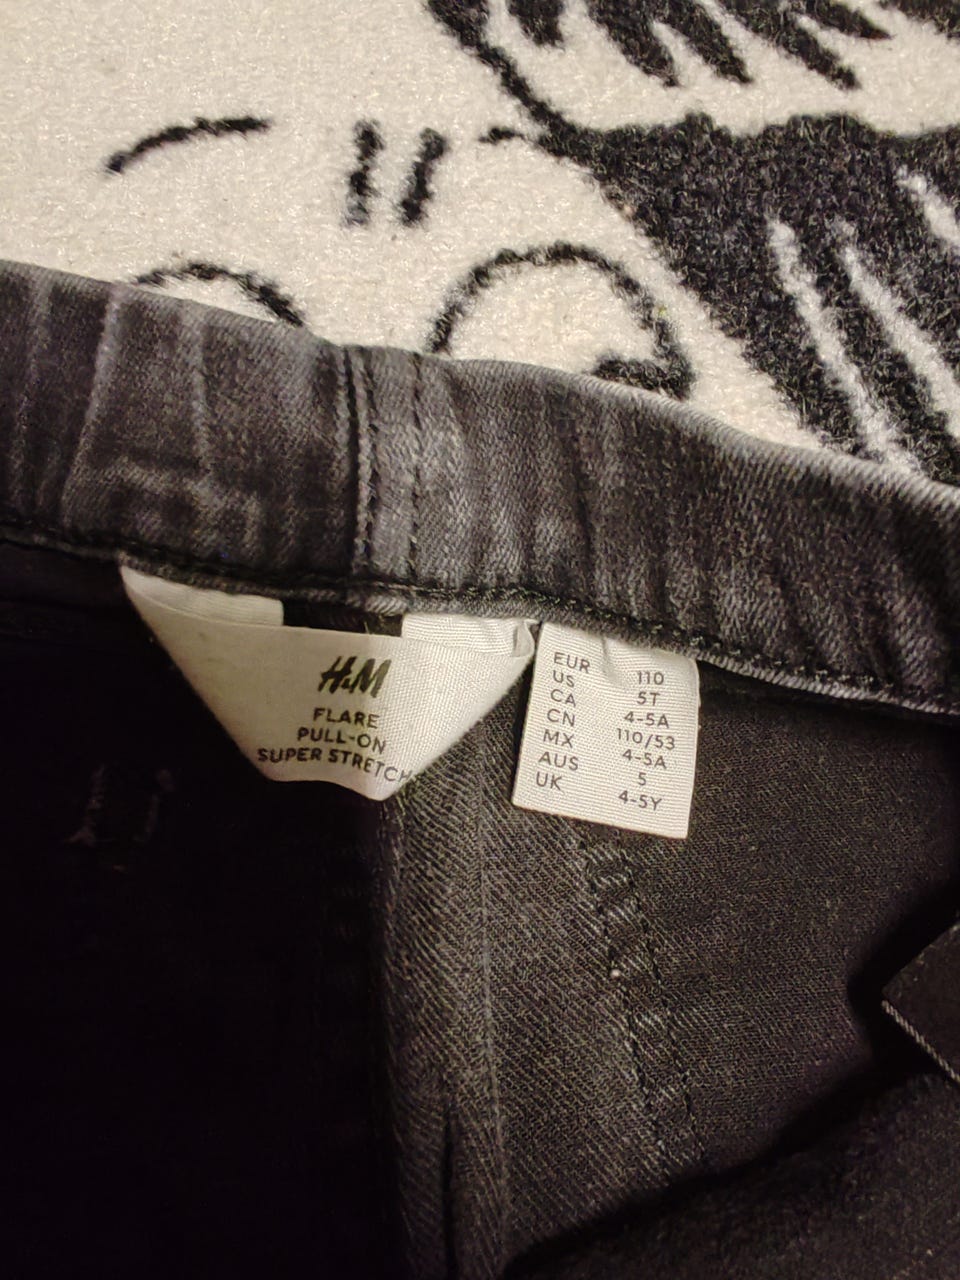 H&M
FLARE
PULL-ON
SUPER STRETCH
EUR 110
US 5T
CA 4-5A
CN 110/53
MX 4-5A
AUS 5
UK 4-5Y